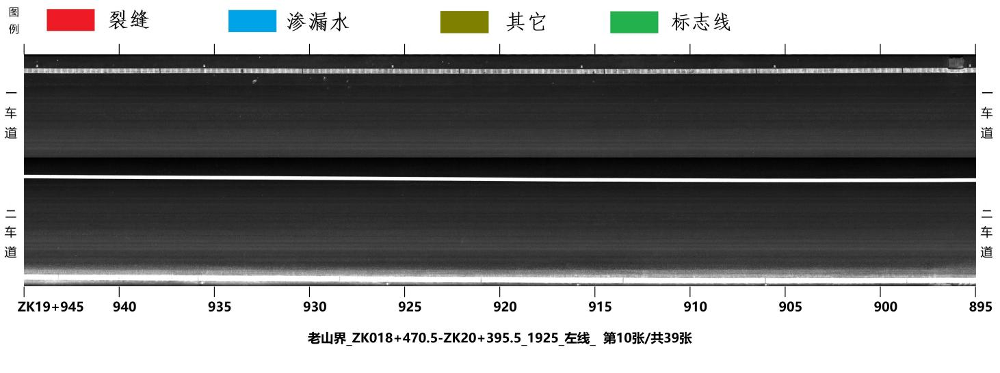 图例 裂缝 渗漏水 其它 标志线
一车道 一车道
二车道 二车道
ZK19+945 940 935 930 925 920 915 910 905 900 895
老山界_ZK018+470.5-ZK20+395.5_1925_左线_ 第10张/共39张